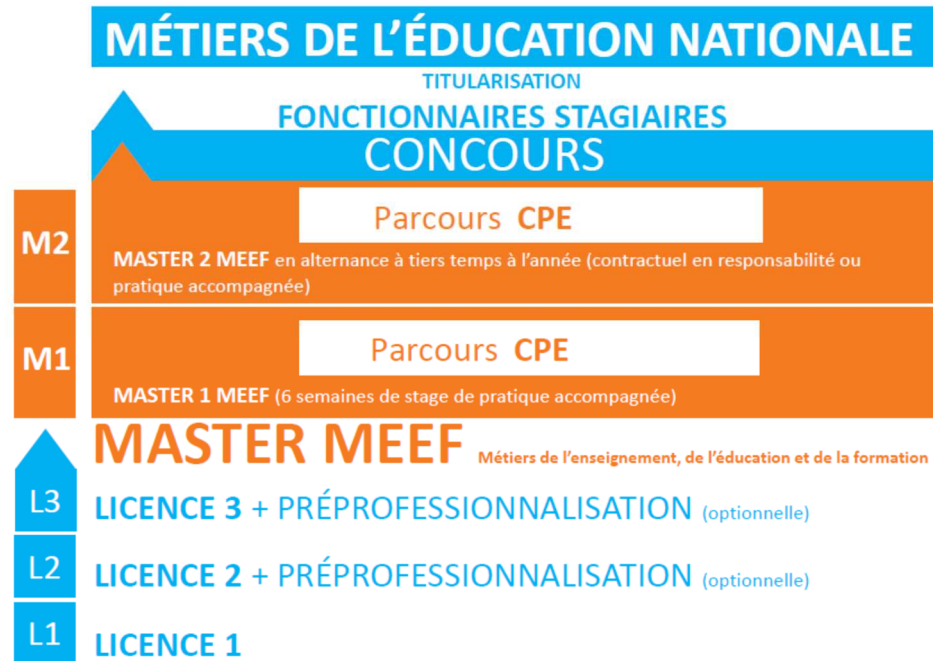 MÉTIERS DE L'ÉDUCATION NATIONALE
TITULARISATION
FONCTIONNAIRES STAGIAIRES
CONCOURS
M2
Parcours CPE
MASTER 2 MEEF en alternance à tiers temps à l'année (contractuel en responsabilité ou
pratique accompagnée)
M1
Parcours CPE
MASTER 1 MEEF (6 semaines de stage de pratique accompagnée)
MASTER MEEF Métiers de l'enseignement, de l'éducation et de la formation
L3 LICENCE 3 + PRÉPROFESSIONNALISATION (optionnelle)
L2 LICENCE 2 + PRÉPROFESSIONNALISATION (optionnelle)
L1 LICENCE 1